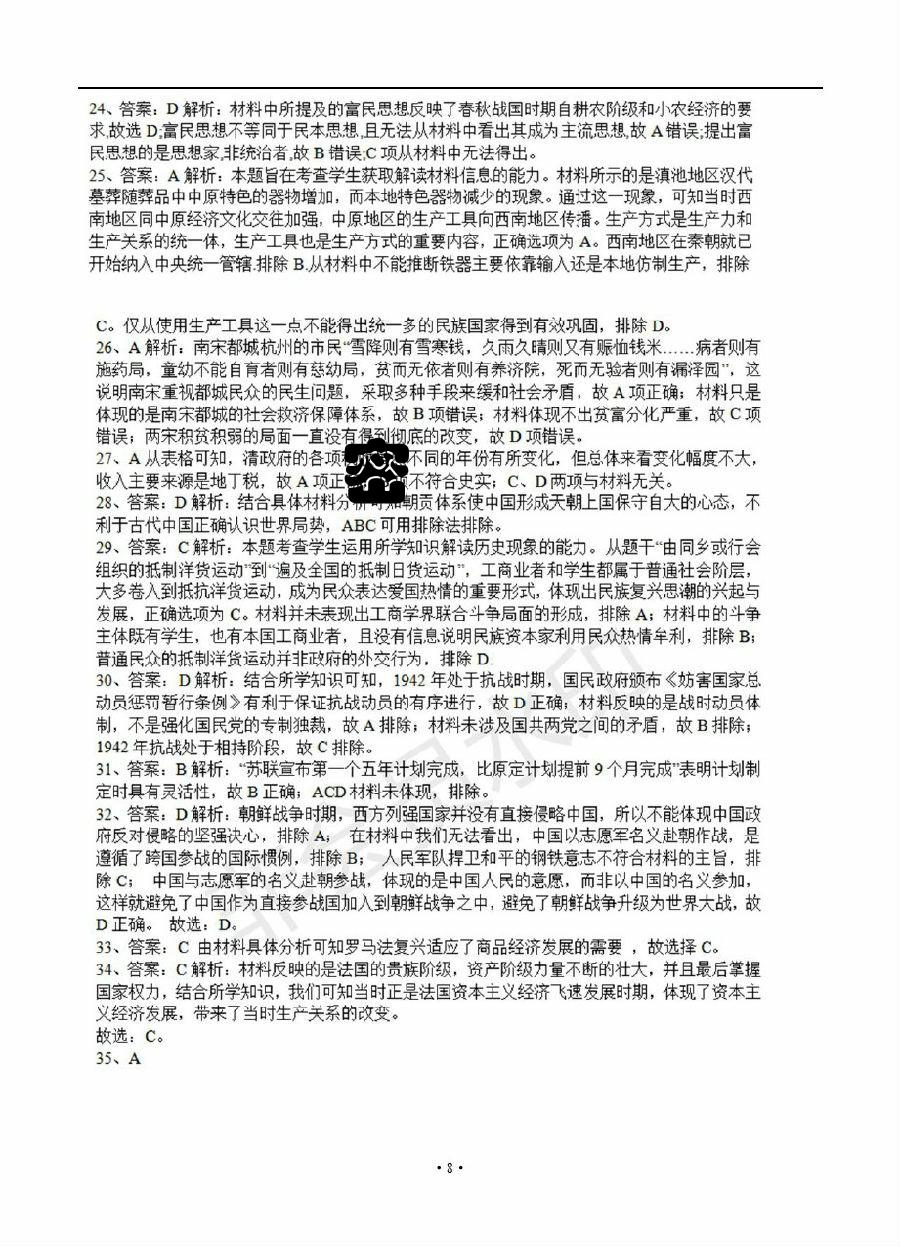 24、答案：D 解析：材料中所提及的富民思想反映了春秋战国时期自耕农阶级和小农经济的要
求,故选 D;富民思想不等同于民本思想,且无法从材料中看出其成为主流思想,故 A 错误;提出富
民思想的是思想家,非统治者,故 B 错误;C 项从材料中无法得出。
25、答案：A 解析：本题旨在考查学生获取解读材料信息的能力。材料所示的是滇池地区汉代
墓葬随葬品中中原特色的器物增加，而本地特色器物减少的现象。通过这一现象，可知当时西
南地区同中原经济文化交往加强，中原地区的生产工具向西南地区传播。生产方式是生产力和
生产关系的统一体，生产工具也是生产方式的重要内容，正确选项为 A。西南地区在秦朝就已
开始纳入中央统一管辖.排除 B.从材料中不能推断铁器主要依靠输入还是本地仿制生产，排除
C。仅从使用生产工具这一点不能得出统一多的民族国家得到有效巩固，排除 D。
26、A 解析：南宋都城杭州的市民“雪降则有雪寒钱，久雨久晴则又有赈恤钱米……病者则有
施药局，童幼不能自育者则有慈幼局，贫而无依者则有养济院，死而无验者则有漏泽园”，这
说明南宋重视都城民众的民生问题，采取多种手段来缓和社会矛盾，故 A 项正确；材料只是
体现的是南宋都城的社会救济保障体系，故 B 项错误；材料体现不出贫富分化严重，故 C 项
错误；两宋积贫积弱的局面一直没有得到彻底的改变，故 D 项错误。
27、A 从表格可知，清政府的各项 不同的年份有所变化，但总体来看变化幅度不大，
收入主要来源是地丁税，故 A 项正 不符合史实；C、D 两项与材料无关。
28、答案：D 解析：结合具体材料分析可知朝贡体系使中国形成天朝上国保守自大的心态，不
利于古代中国正确认识世界局势，ABC 可用排除法排除。
29、答案：C 解析：本题考查学生运用所学知识解读历史现象的能力。从题干“由同乡或行会
组织的抵制洋货运动”到“遍及全国的抵制日货运动”，工商业者和学生都属于普通社会阶层，
大多卷入到抵抗洋货运动，成为民众表达爱国热情的重要形式，体现出民族复兴思潮的兴起与
发展，正确选项为 C。材料并未表现出工商学界联合斗争局面的形成，排除 A；材料中的斗争
主体既有学生，也有本国工商业者，且没有信息说明民族资本家利用民众热情牟利，排除 B；
普通民众的抵制洋货运动并非政府的外交行为．排除 D.
30、答案：D 解析：结合所学知识可知，1942 年处于抗战时期，国民政府颁布《妨害国家总
动员惩罚暂行条例》有利于保证抗战动员的有序进行，故 D 正确；材料反映的是战时动员体
制，不是强化国民党的专制独裁，故 A 排除；材料未涉及国共两党之间的矛盾，故 B 排除；
1942 年抗战处于相持阶段，故 C 排除。
31、答案：B 解析：“苏联宣布第一个五年计划完成，比原定计划提前 9 个月完成”表明计划制
定时具有灵活性，故 B 正确；ACD 材料未体现，排除。
32、答案：D 解析：朝鲜战争时期，西方列强国家并没有直接侵略中国，所以不能体现中国政
府反对侵略的坚强决心，排除 A； 在材料中我们无法看出，中国以志愿军名义赴朝作战，是
遵循了跨国参战的国际惯例，排除 B； 人民军队捍卫和平的钢铁意志不符合材料的主旨，排
除 C； 中国与志愿军的名义赴朝参战，体现的是中国人民的意愿，而非以中国的名义参加，
这样就避免了中国作为直接参战国加入到朝鲜战争之中，避免了朝鲜战争升级为世界大战，故
D 正确。 故选：D。
33、答案：C 由材料具体分析可知罗马法复兴适应了商品经济发展的需要 ，故选择 C。
34、答案：C 解析：材料反映的是法国的贵族阶级，资产阶级力量不断的壮大，并且最后掌握
国家权力，结合所学知识，我们可知当时正是法国资本主义经济飞速发展时期，体现了资本主
义经济发展，带来了当时生产关系的改变。
故选：C。
35、A
·8·